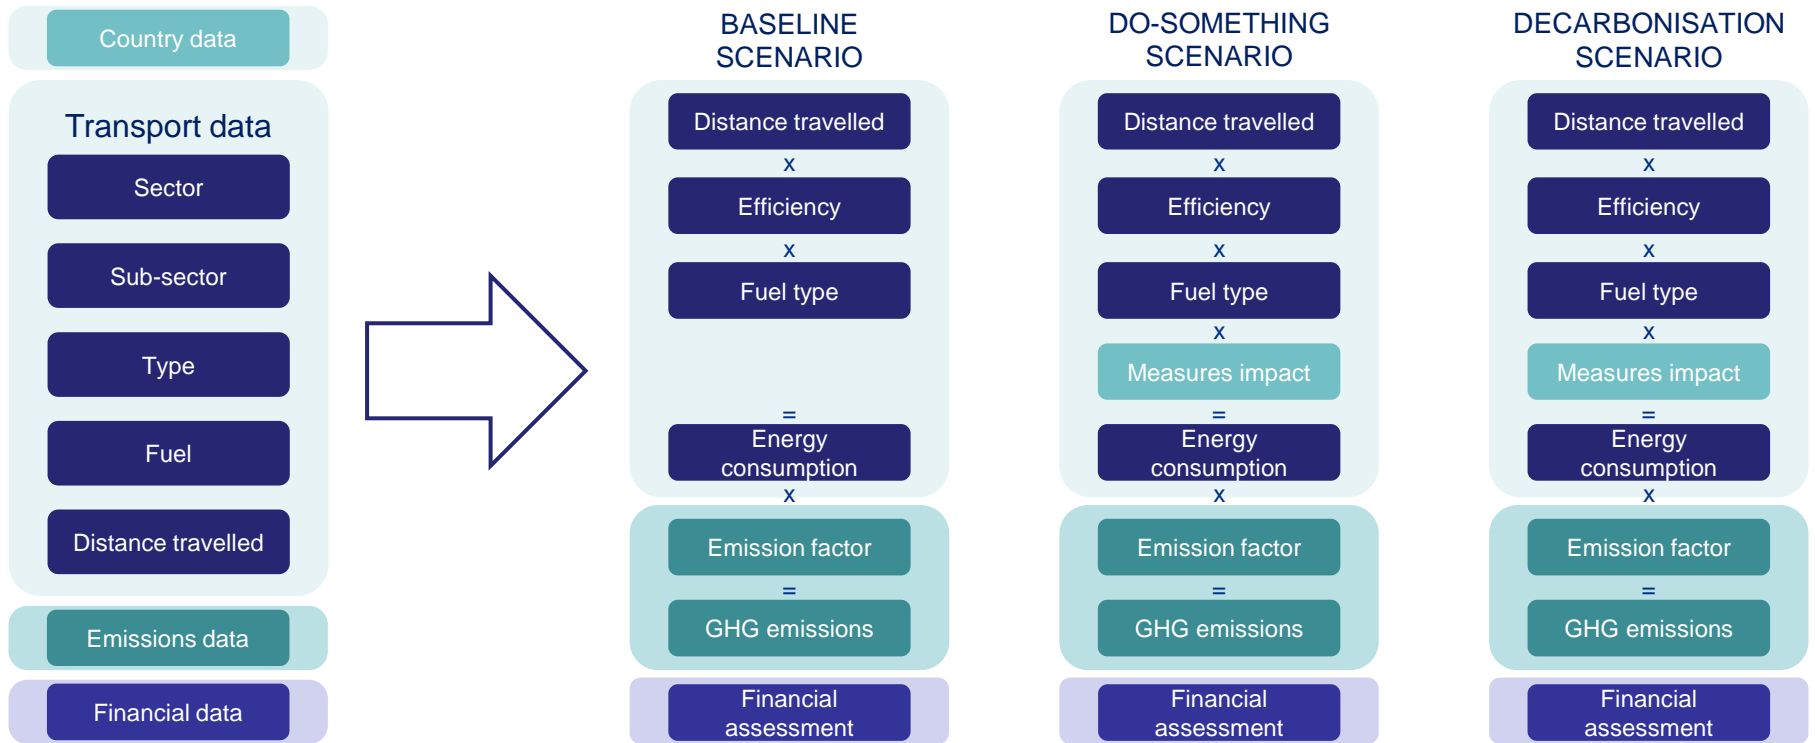 Country data
Transport data
Sector
Sub-sector
Type
Fuel
Distance travelled
Emissions data
Financial data
BASELINE
SCENARIO
Distance travelled
x
Efficiency
x
Fuel type
=
Energy
consumption
x
Emission factor
=
GHG emissions
Financial
assessment
DO-SOMETHING
SCENARIO
Distance travelled
x
Efficiency
x
Fuel type
x
Measures impact
=
Energy
consumption
x
Emission factor
=
GHG emissions
Financial
assessment
DECARBONISATION
SCENARIO
Distance travelled
x
Efficiency
x
Fuel type
x
Measures impact
=
Energy
consumption
x
Emission factor
=
GHG emissions
Financial
assessment